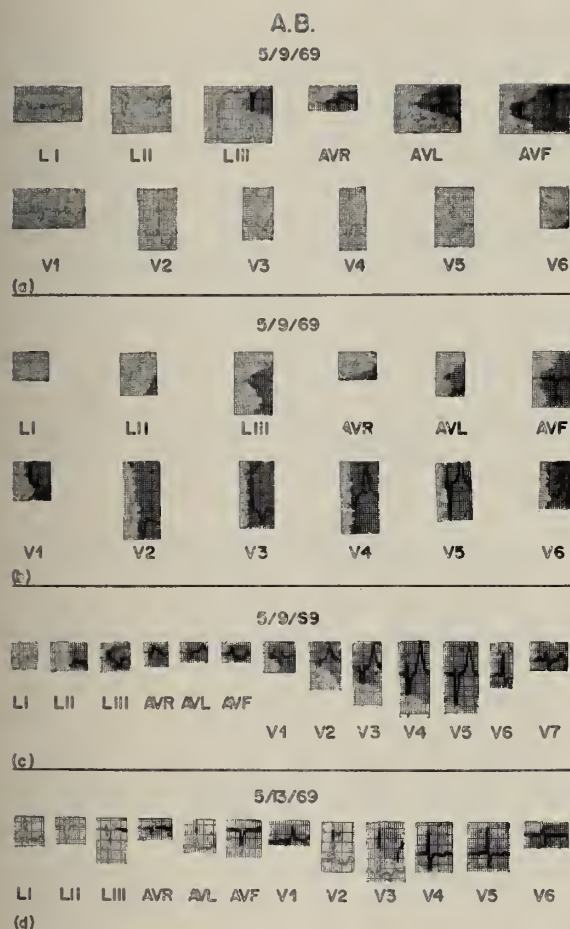 A.B.
5/9/69
LI LII LIII AVR AVL AVF
V1 V2 V3 V4 V5 V6
(a)
5/9/69
LI LII LIII AVR AVL AVF
V1 V2 V3 V4 V5 V6
(b)
5/9/S9
LI LII LIII AVR AVL AVF
V1 V2 V3 V4 V5 V6 V7
(c)
5/13/69
LI LII LIII AVR AVL AVF V1 V2 V3 V4 V5 V6
(d)